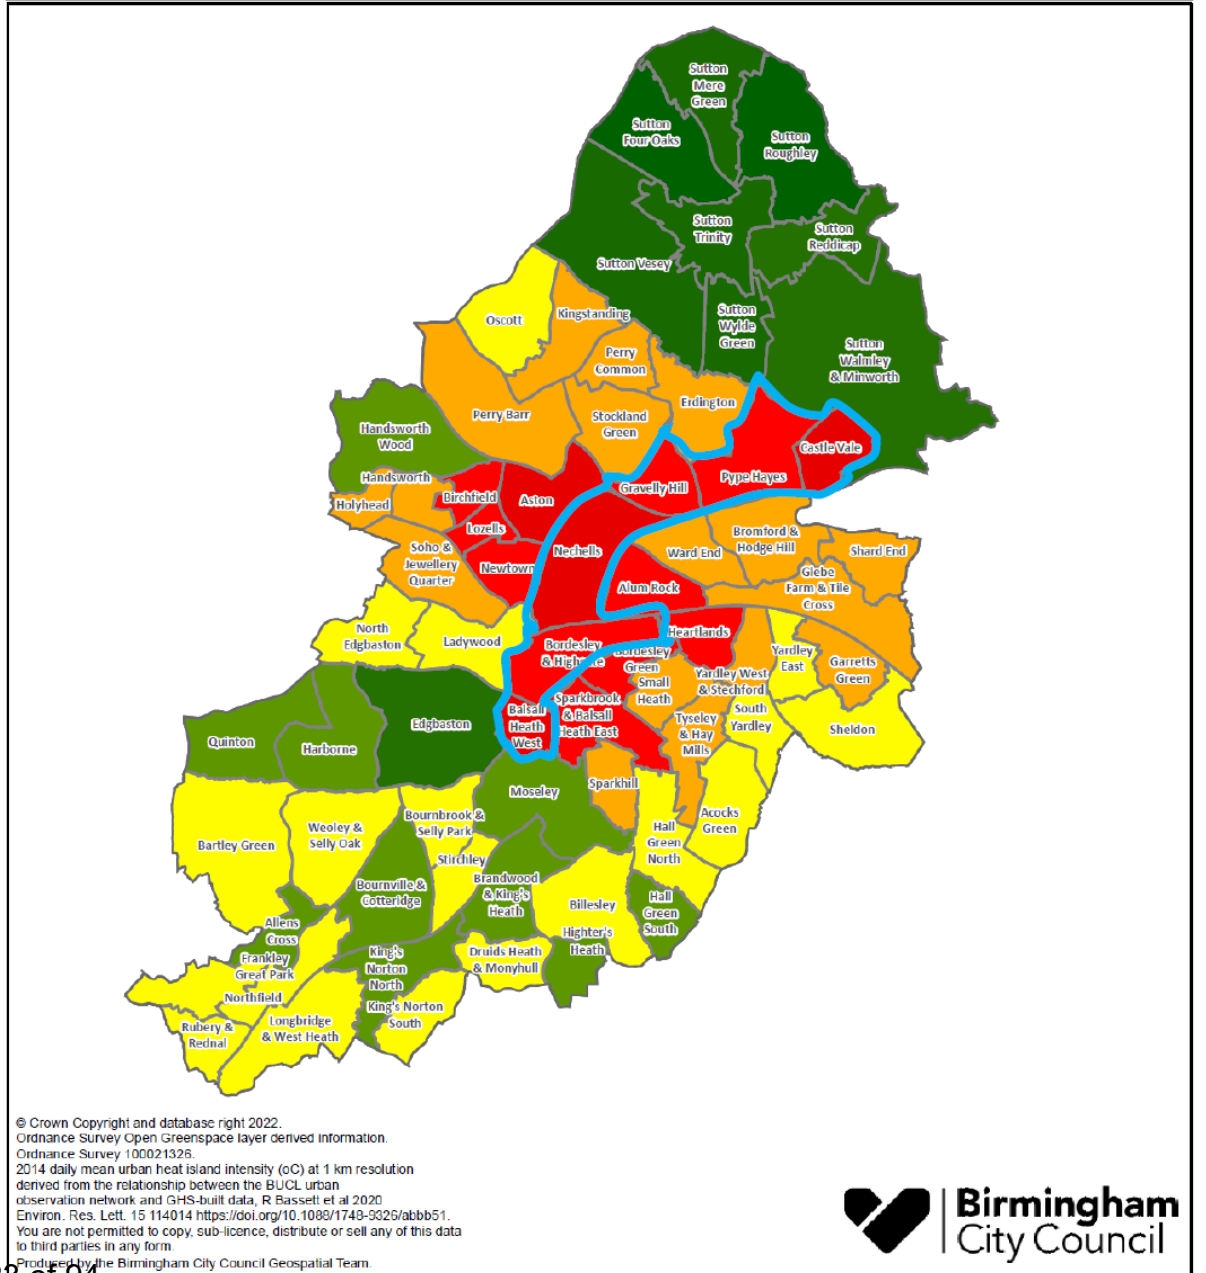 Sutton
Mere
Green
Sutton
Four Oaks
Sutton
Roughley
Sutton
Trinity
Sutton
Reddicap
Sutton Vesey
Oscott
Kingstanding
Sutton
Wylde
Green
Sutton
Walmley
& Minworth
Perry
Common
Erdington
Perry Barr
Stockland
Green
Handsworth
Wood
Castle Vale
Handsworth
Pype Hayes
Gravelly Hill
Holyhead
Birchfield
Aston
Lozells
Bromford &
Hodge Hill
Shard End
Nechells
Ward End
Soho &
Jewellery
Quarter
Newtown
Glebe
Farm & Tile
Cross
Alum Rock
North
Edgbaston
Ladywood
Heartlands
Bordesley
& Highgate
Bordesley
Green
Yardley
East
Garretts
Green
Small
Heath
Yardley West
& Stechford
Sparkbrook
& Balsall
Heath East
Balsall
Heath
West
South
Yardley
Tyseley
& Hay
Mills
Sheldon
Edgbaston
Quinton
Harborne
Moseley
Sparkhill
Acocks
Green
Bournbrook &
Selly Park
Weoley &
Selly Oak
Bartley Green
Hall
Green
North
Stirchley
Brandwood
& King's
Heath
Bournville &
Cotteridge
Billesley
Hall
Green
South
Allens
Cross
Highter's
Heath
Frankley
Great Park
King's
Norton
North
Druids Heath
& Monyhull
Northfield
King's Norton
South
Rubery &
Rednal
Longbridge
& West Heath
© Crown Copyright and database right 2022.
Ordnance Survey Open Greenspace layer derived information.
Ordnance Survey 100021326.
2014 daily mean urban heat island intensity (oC) at 1 km resolution
derived from the relationship between the BUCL urban
observation network and GHS-built data, R Bassett et al 2020
Environ. Res. Lett. 15 114014 https://doi.org/10.1088/1748-9326/abbb51.
You are not permitted to copy, sub-licence, distribute or sell any of this data
to third parties in any form.
Produced by the Birmingham City Council Geospatial Team.
of 94
Birmingham
City Council